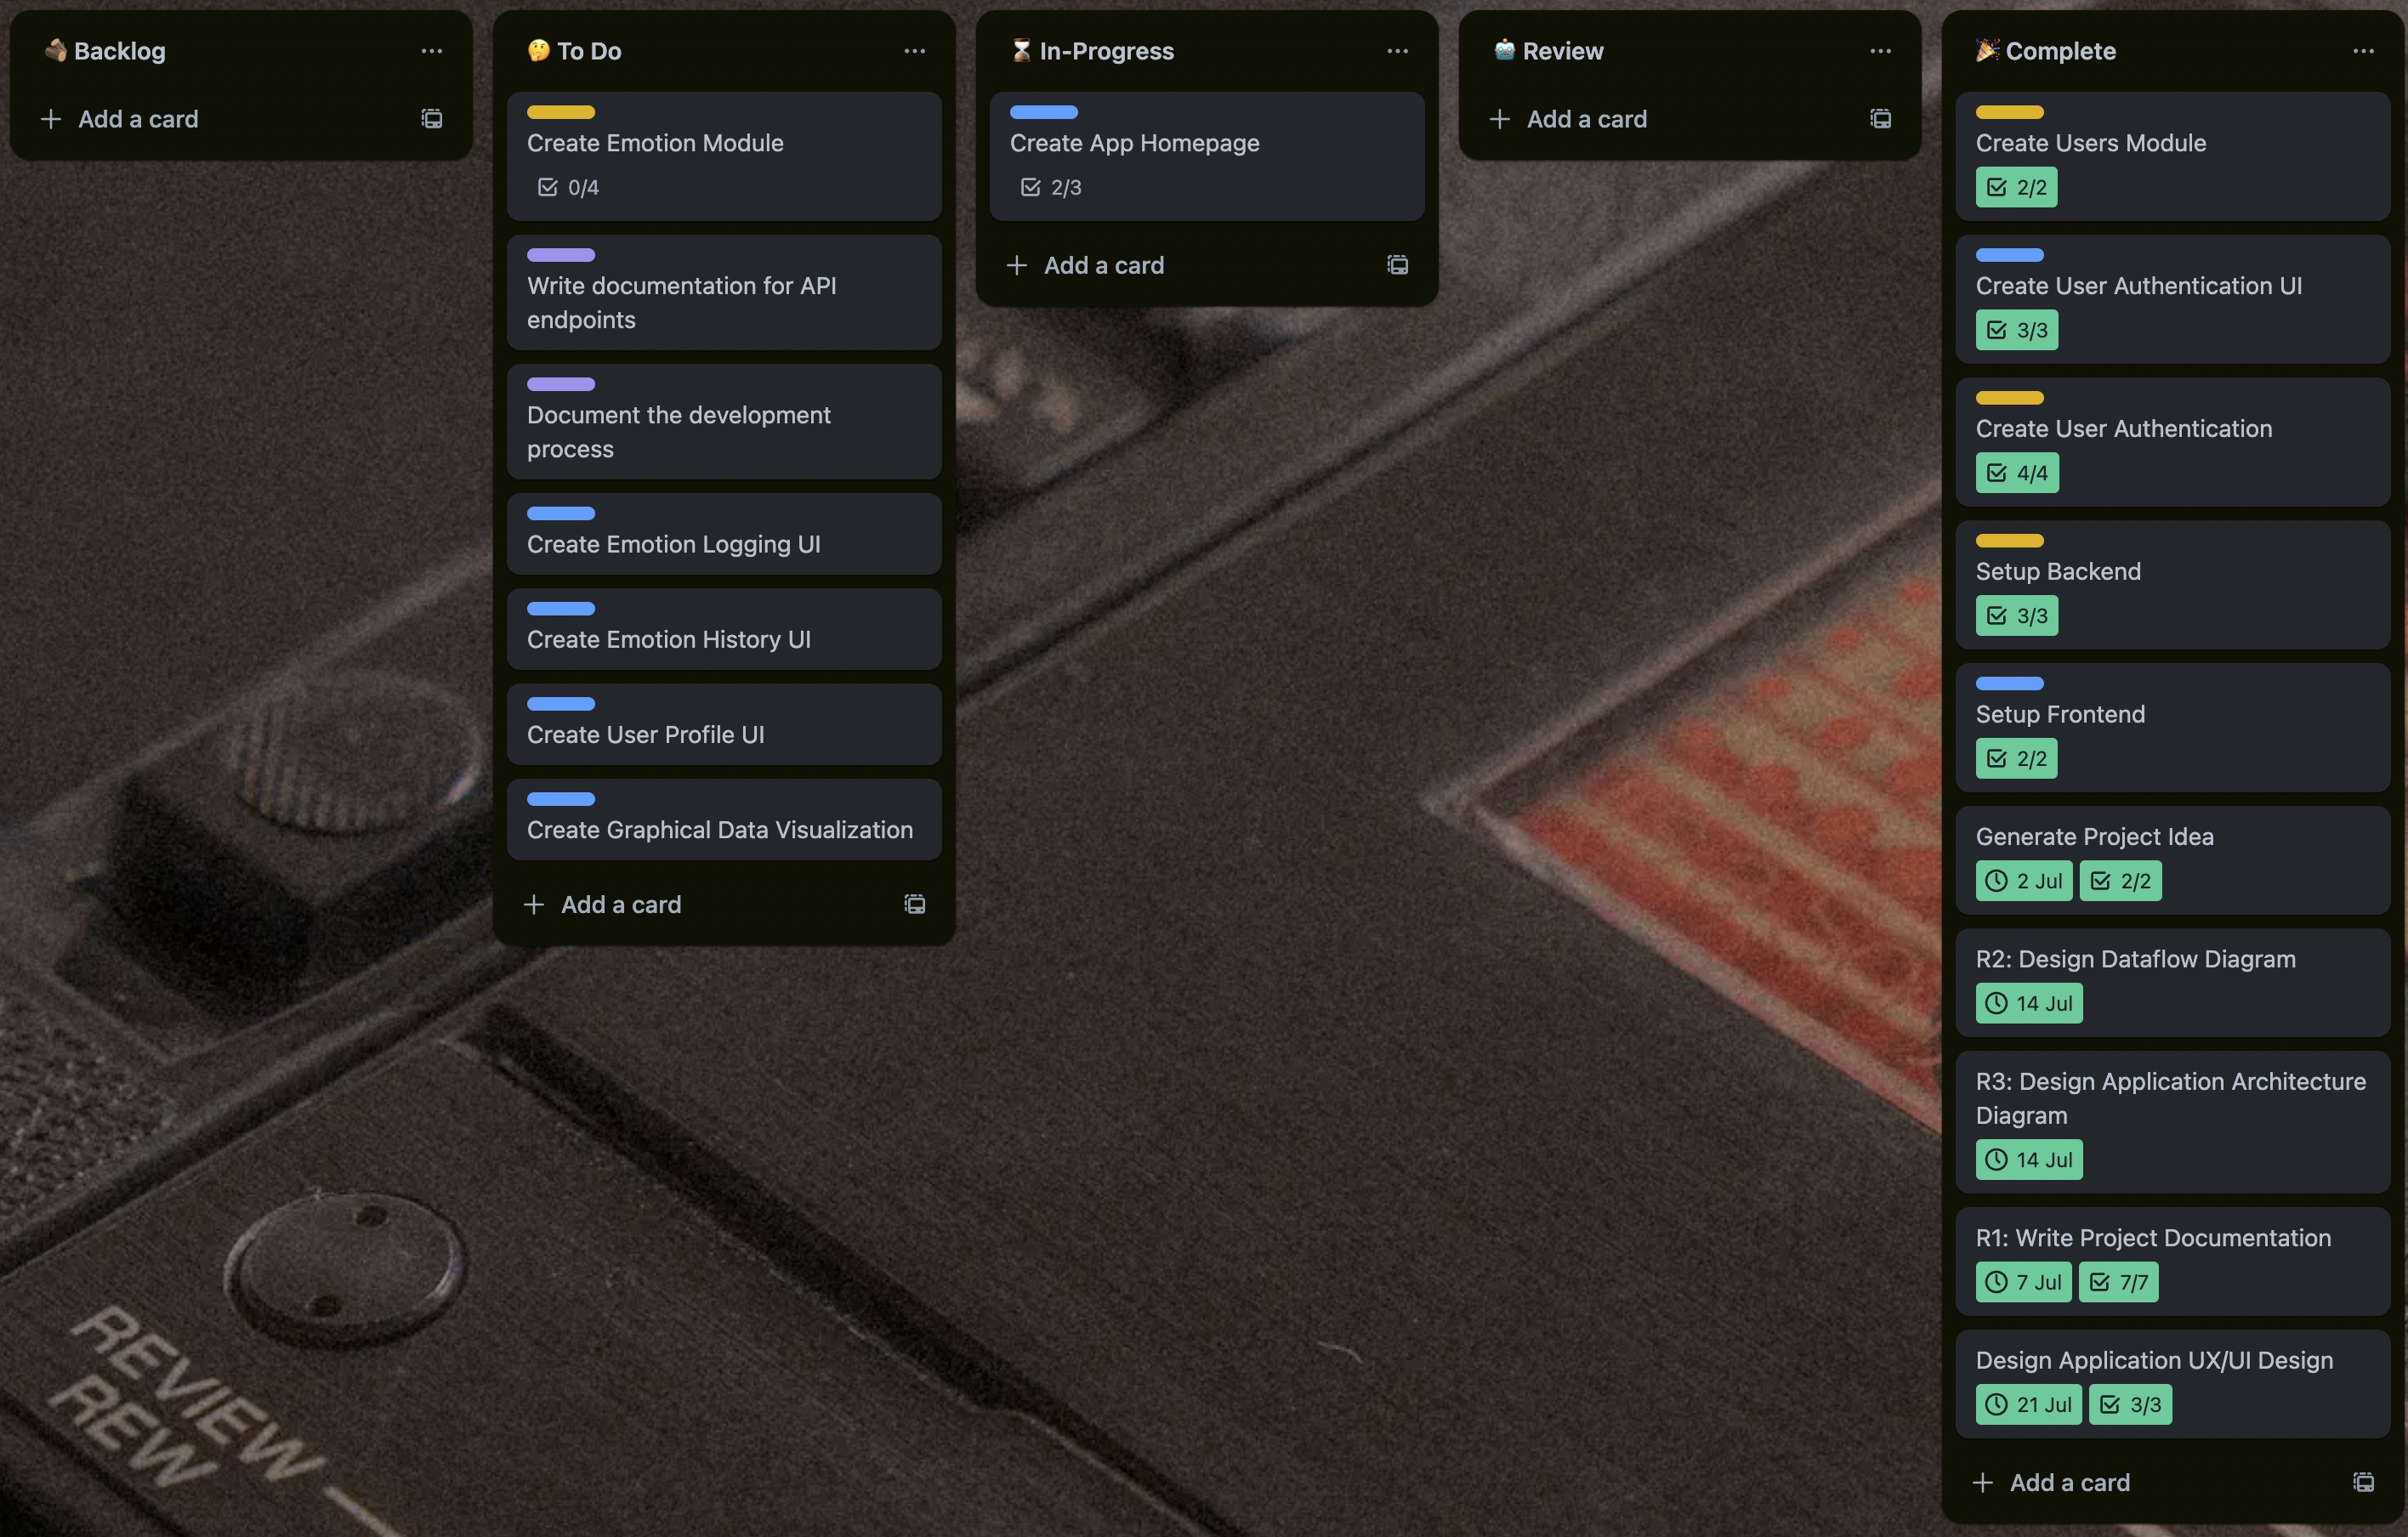 Backlog
Add a card
To Do
Create Emotion Module
0/4
Write documentation for API
endpoints
Document the development
process
Create Emotion Logging UI
Create Emotion History UI
Create User Profile UI
Create Graphical Data Visualization
Add a card
In-Progress
Create App Homepage
2/3
Add a card
Review
Add a card
Complete
Create Users Module
2/2
Create User Authentication UI
3/3
Create User Authentication
4/4
Setup Backend
3/3
Setup Frontend
2/2
Generate Project Idea
2 Jul 2/2
R2: Design Dataflow Diagram
14 Jul
R3: Design Application Architecture
Diagram
14 Jul
R1: Write Project Documentation
7 Jul 7/7
Design Application UX/UI Design
21 Jul 3/3
Add a card
REVIEW
REW